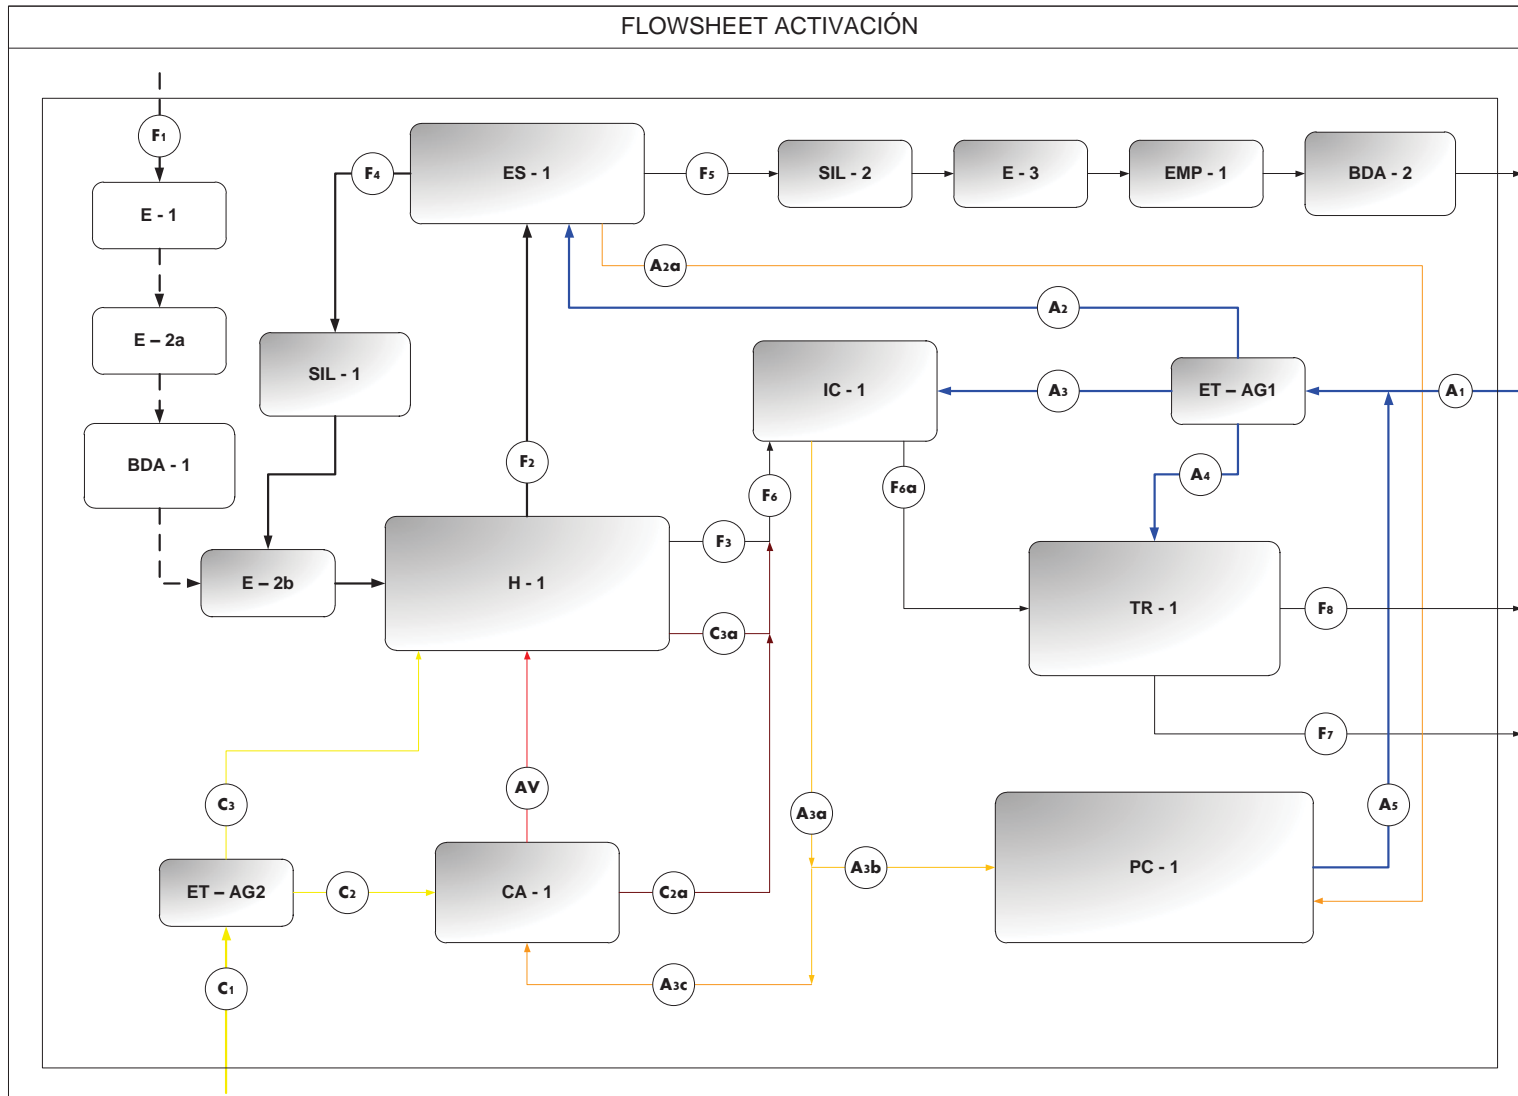 FLOWSHEET ACTIVACIÓN
F1
E - 1
E – 2a
BDA - 1
E – 2b
F4
SIL - 1
ES - 1
F5
SIL - 2
E - 3
EMP - 1
BDA - 2
A2a
A2
IC - 1
A3
ET – AG1
A1
F2
F6
F6a
A4
H - 1
F3
C3a
TR - 1
F8
F7
C3
AV
A3a
A5
ET – AG2
C2
CA - 1
C2a
A3b
PC - 1
C1
A3c